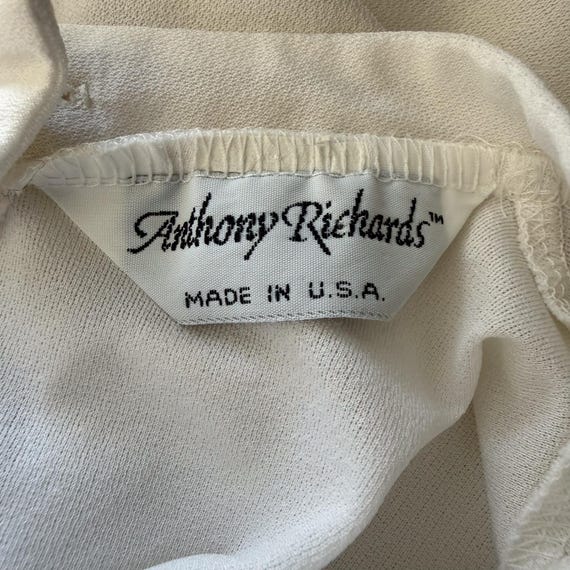 Anthony Richards™
MADE IN U.S.A.